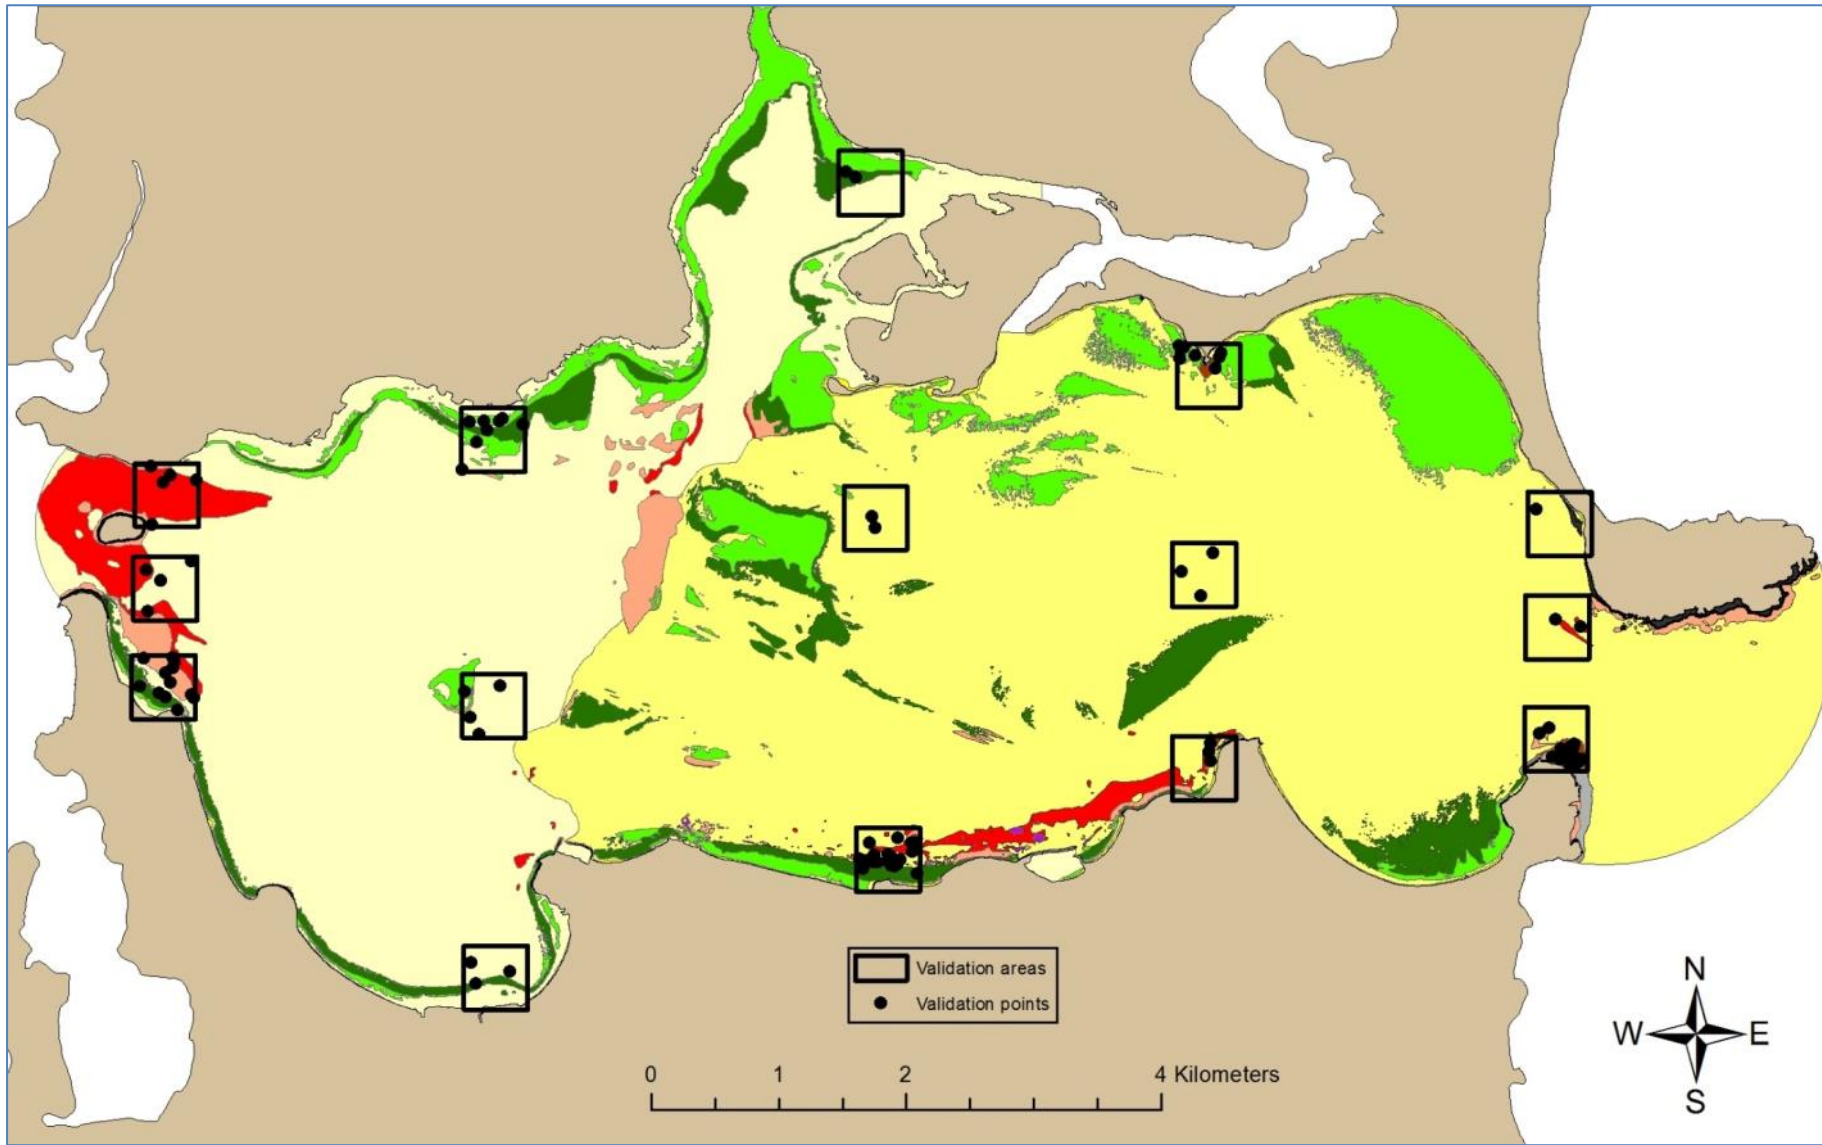 Validation areas
Validation points
N
W E
S
0 1 2 4 Kilometers